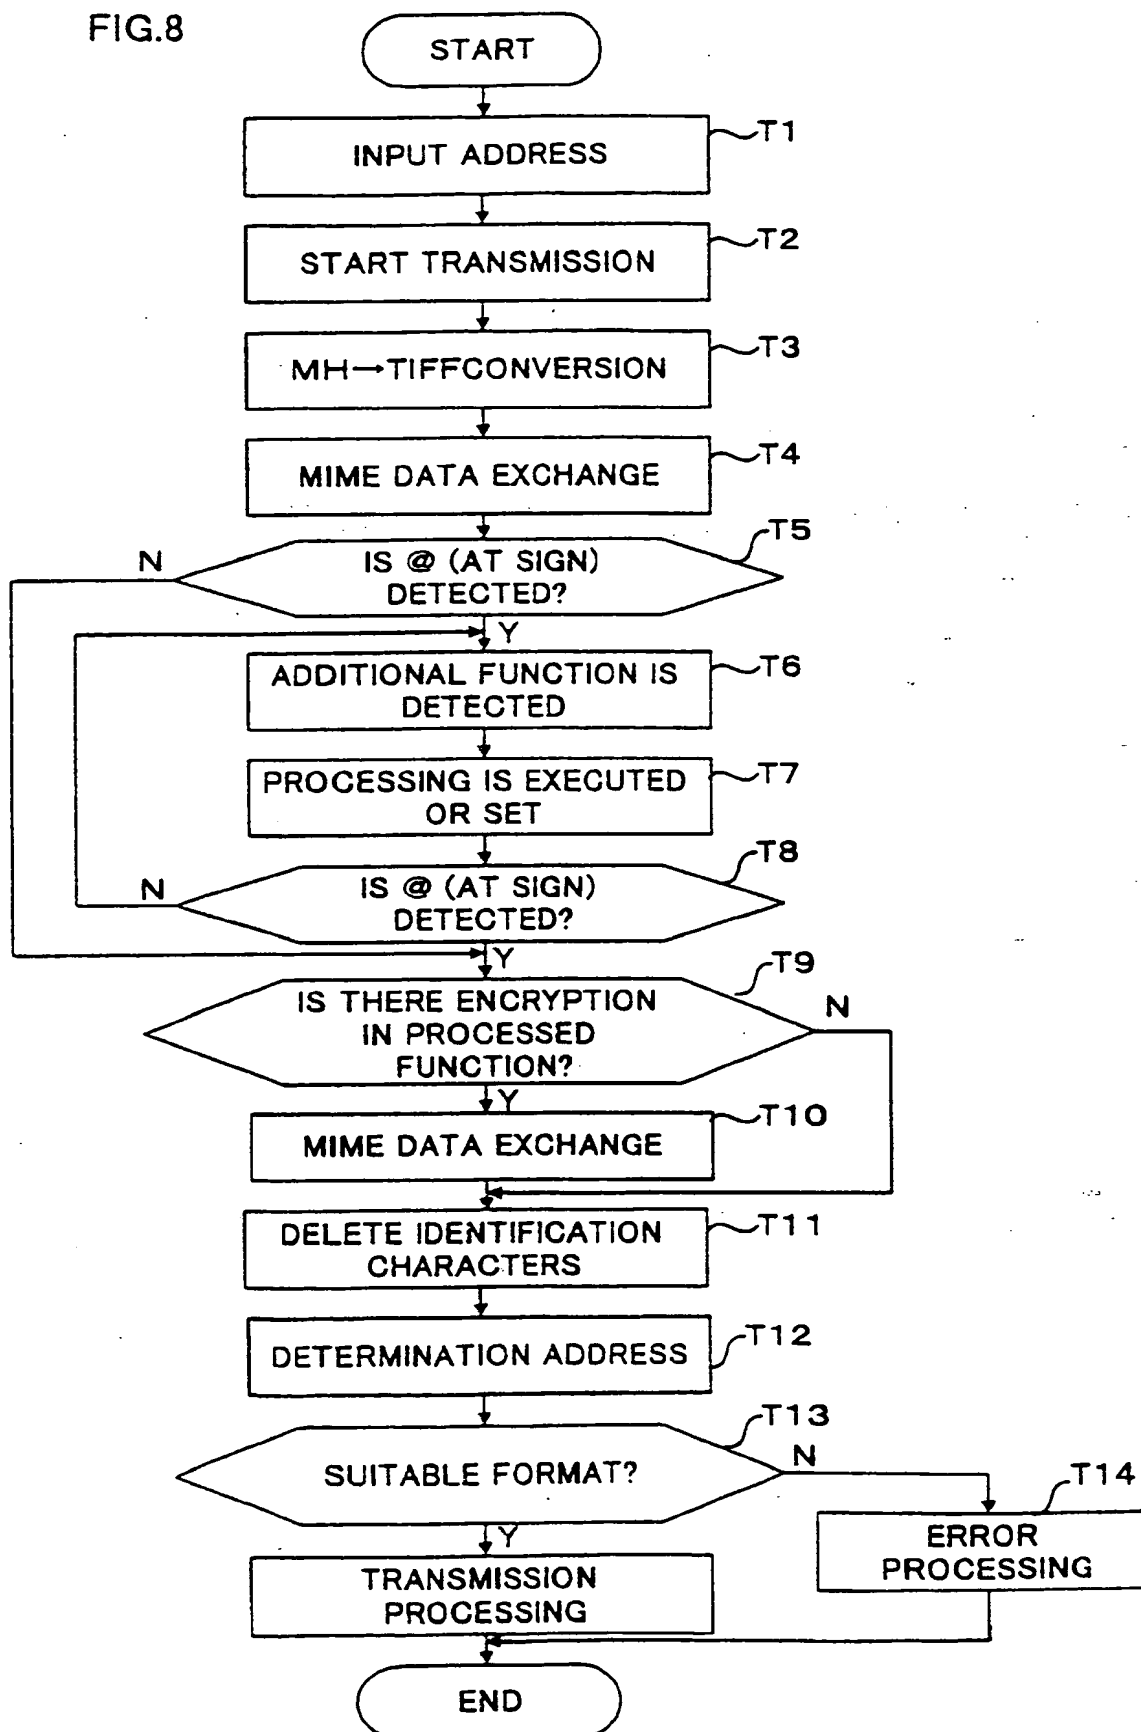 FIG.8
START
INPUT ADDRESS
T1
START TRANSMISSION
T2
MH→TIFFCONVERSION
T3
MIME DATA EXCHANGE
T4
IS @ (AT SIGN)
DETECTED?
T5
N
Y
ADDITIONAL FUNCTION IS
DETECTED
T6
PROCESSING IS EXECUTED
OR SET
T7
IS @ (AT SIGN)
DETECTED?
T8
N
Y
IS THERE ENCRYPTION
IN PROCESSED
FUNCTION?
T9
N
Y
MIME DATA EXCHANGE
T10
DELETE IDENTIFICATION
CHARACTERS
T11
DETERMINATION ADDRESS
T12
SUITABLE FORMAT?
T13
N
Y
ERROR
PROCESSING
T14
TRANSMISSION
PROCESSING
END